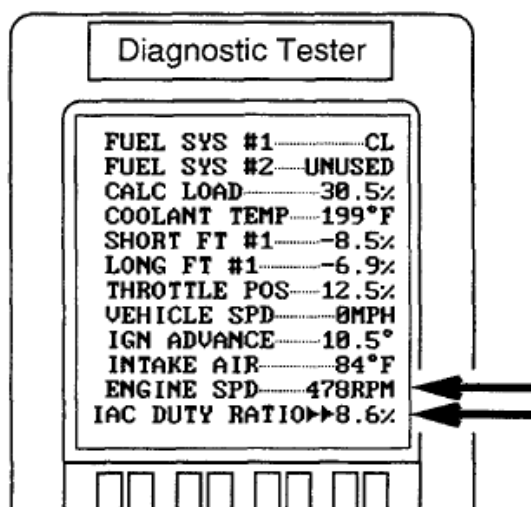 Diagnostic Tester
FUEL SYS #1 CL
FUEL SYS #2 UNUSED
CALC LOAD 30.5%
COOLANT TEMP 199°F
SHORT FT #1 -8.5%
LONG FT #1 -6.9%
THROTTLE POS 12.5%
VEHICLE SPD 0MPH
IGN ADVANCE 10.5°
INTAKE AIR 84°F
ENGINE SPD 478RPM
IAC DUTY RATIO▶▶8.6%